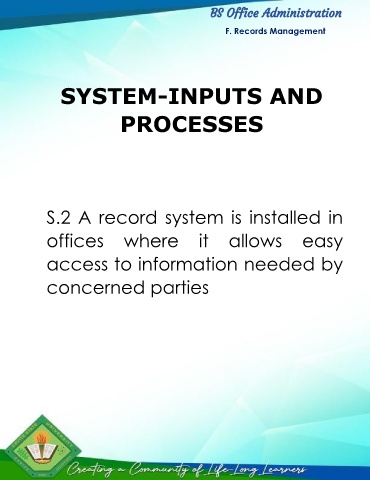 BS Office Administration
F. Records Management
SYSTEM-INPUTS AND
PROCESSES
S.2 A record system is installed in
offices where it allows easy
access to information needed by
concerned parties
Creating a Community of Life-Long Learners